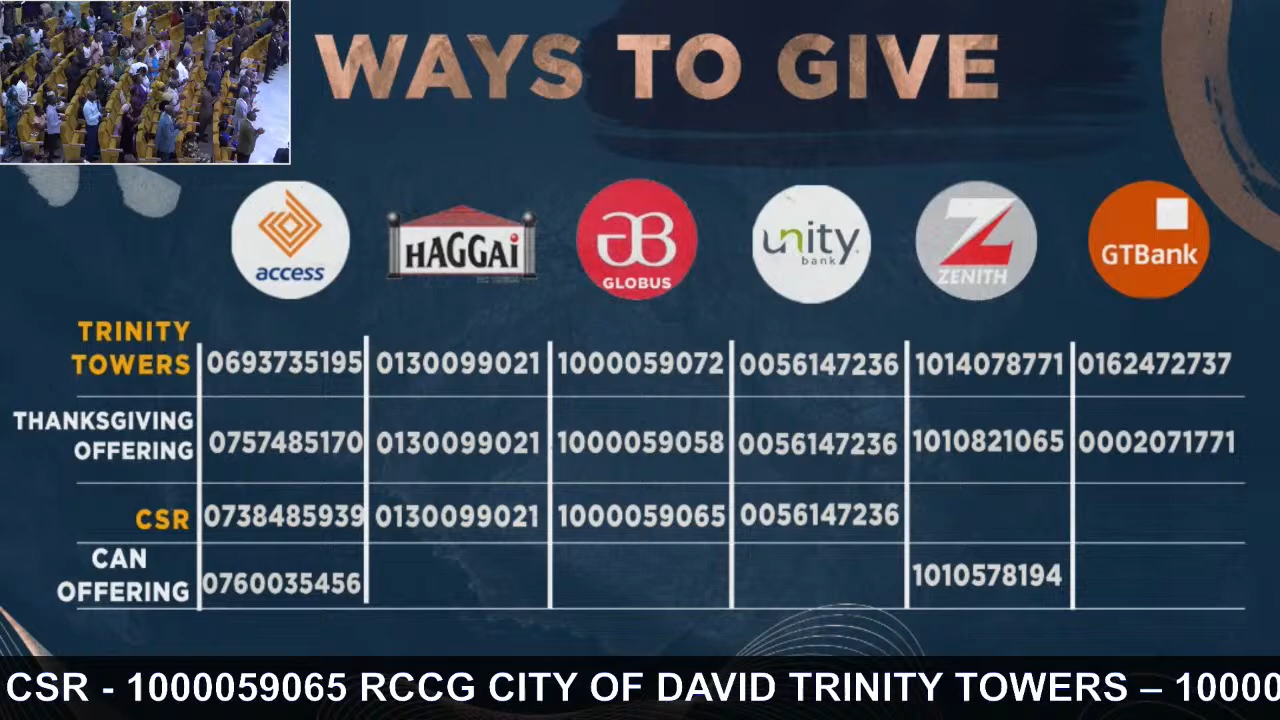 WAYS TO GIVE
access
HAGGAi
GLOBUS
unity
bank
ZENITH
GTBank
TRINITY
TOWERS
0693735195 0130099021 1000059072 0056147236 1014078771 0162472737
THANKSGIVING
OFFERING
0757485170 0130099021 1000059058 0056147236 1010821065 0002071771
CSR 0738485939 0130099021 1000059065 0056147236
CAN
OFFERING
0760035456 1010578194
CSR - 1000059065 RCCG CITY OF DAVID TRINITY TOWERS – 10000